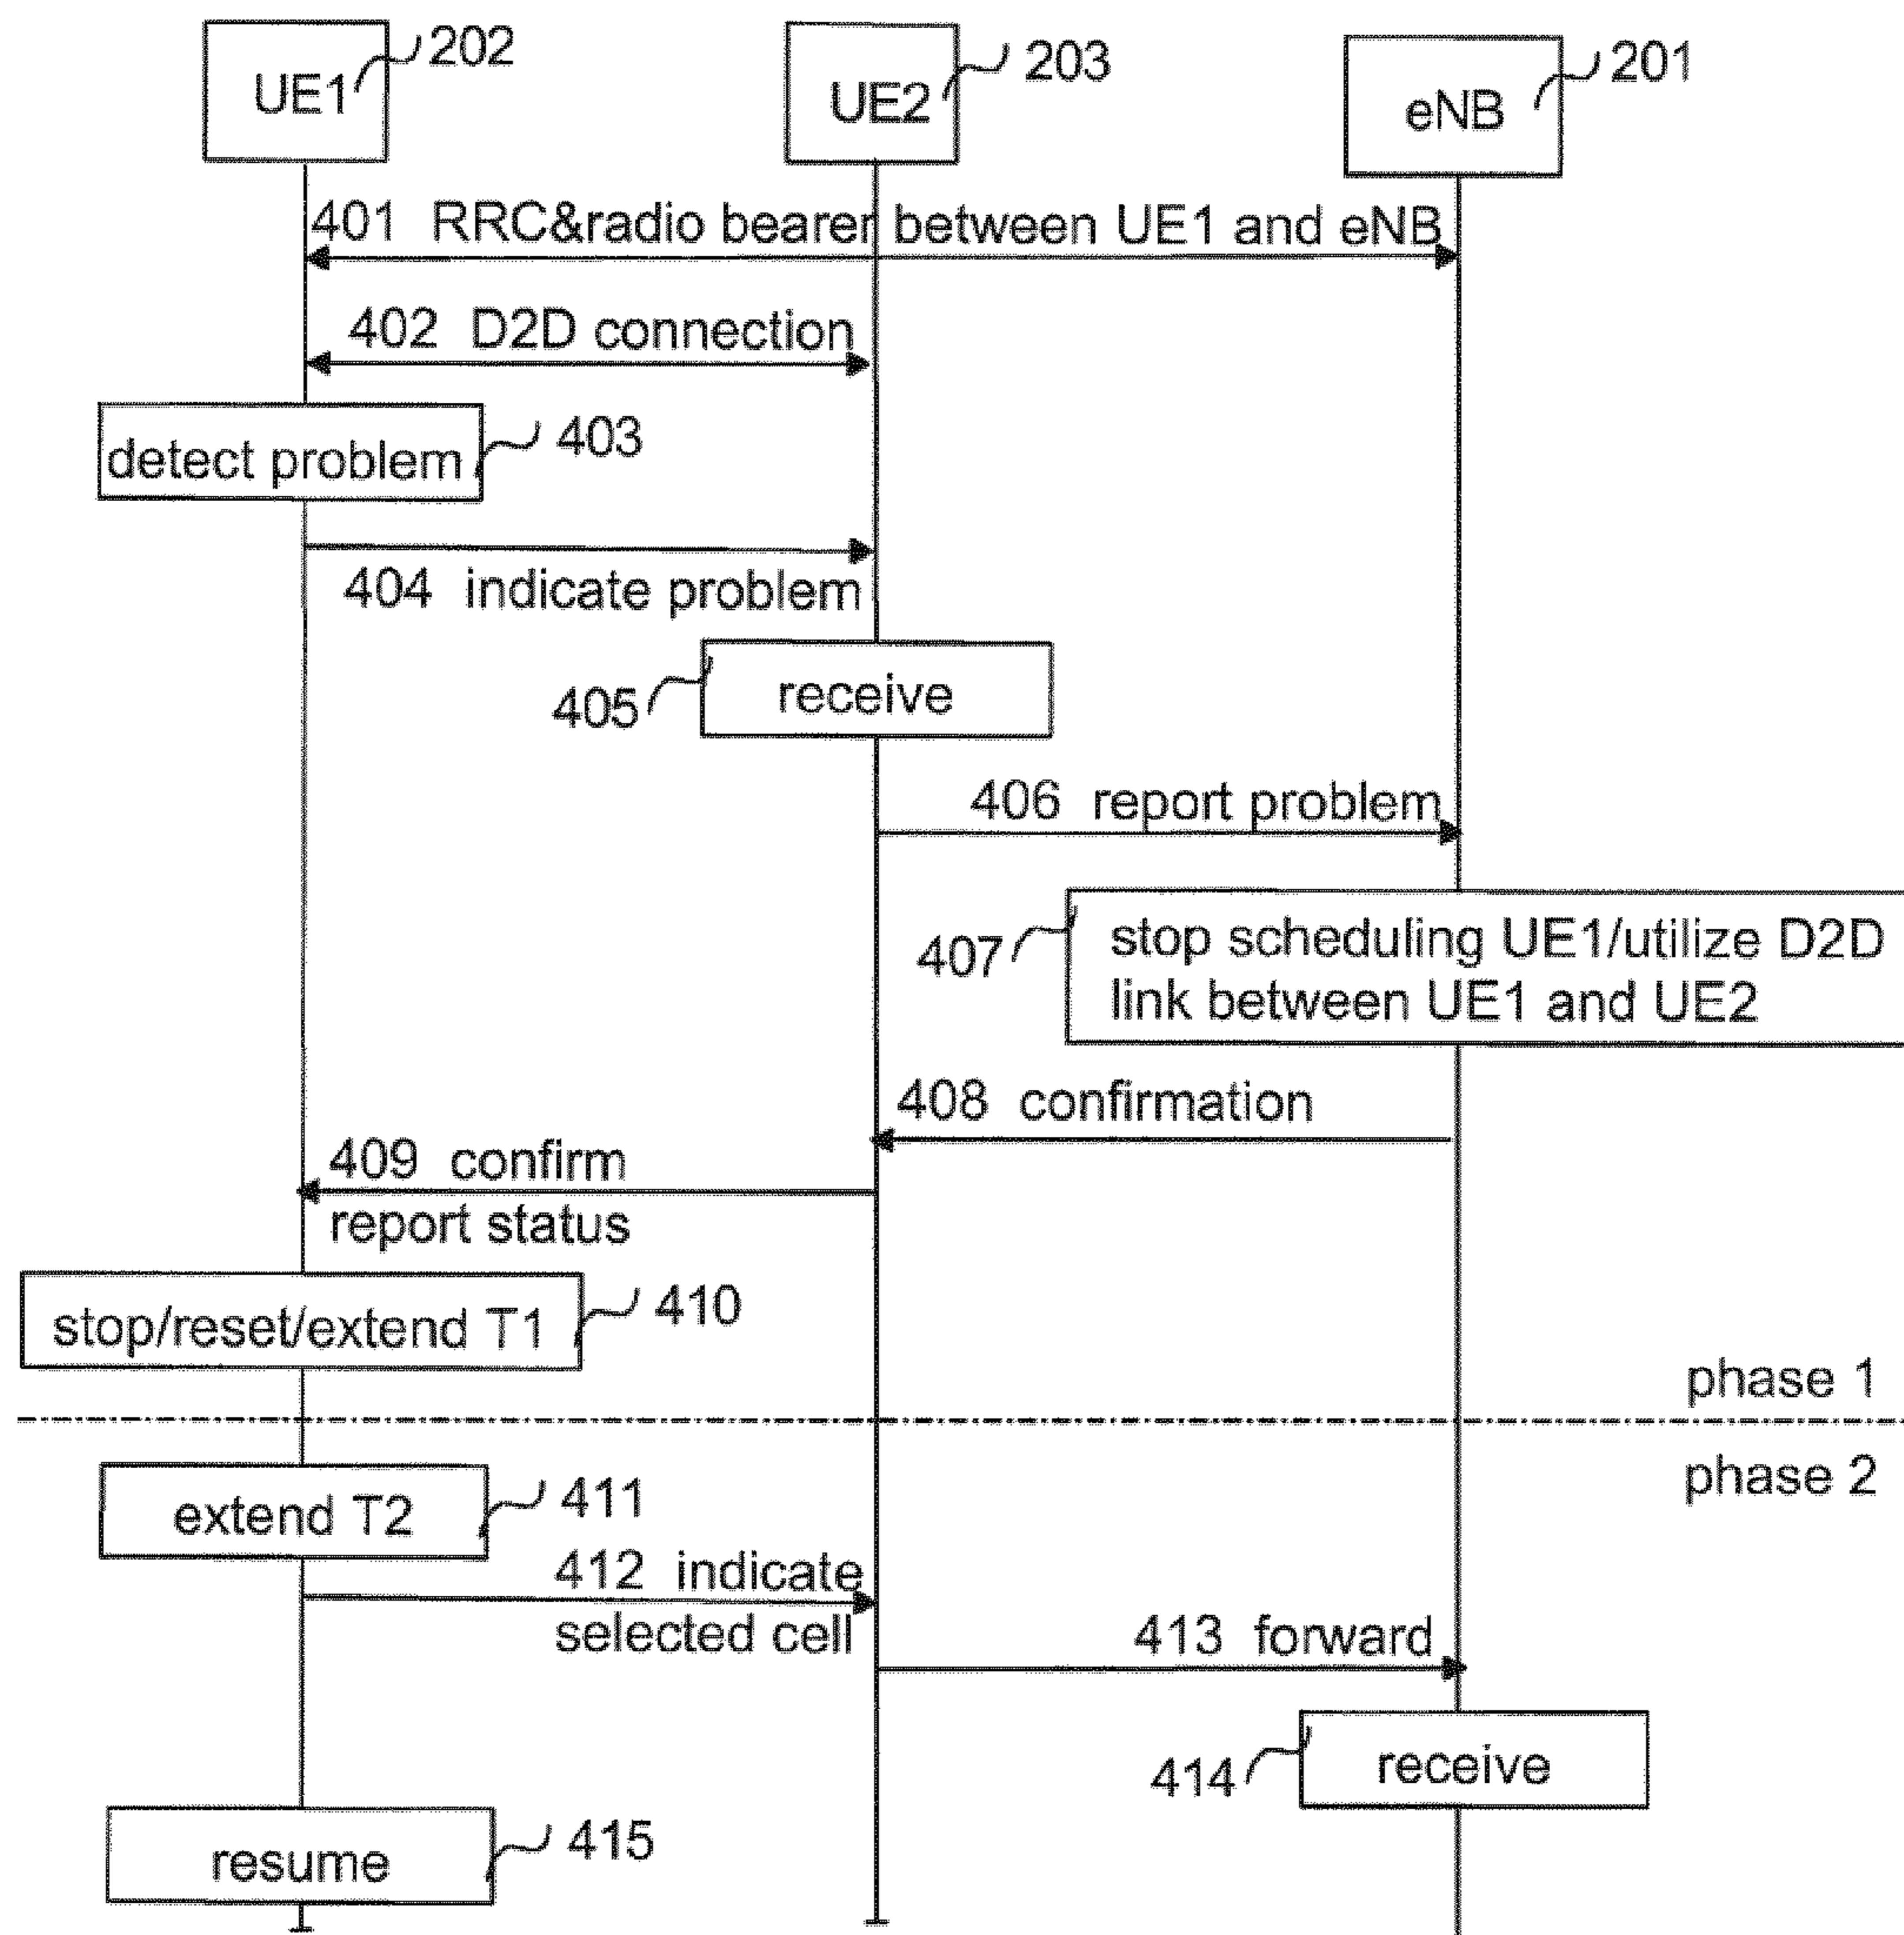 UE1
202
UE2
203
eNB
201
401 RRC&radio bearer between UE1 and eNB
402 D2D connection
detect problem
403
404 indicate problem
405
receive
406 report problem
407
stop scheduling UE1/utilize D2D
link between UE1 and UE2
408 confirmation
409 confirm
report status
stop/reset/extend T1
410
phase 1
phase 2
extend T2
411
412 indicate
selected cell
413 forward
414
receive
resume
415